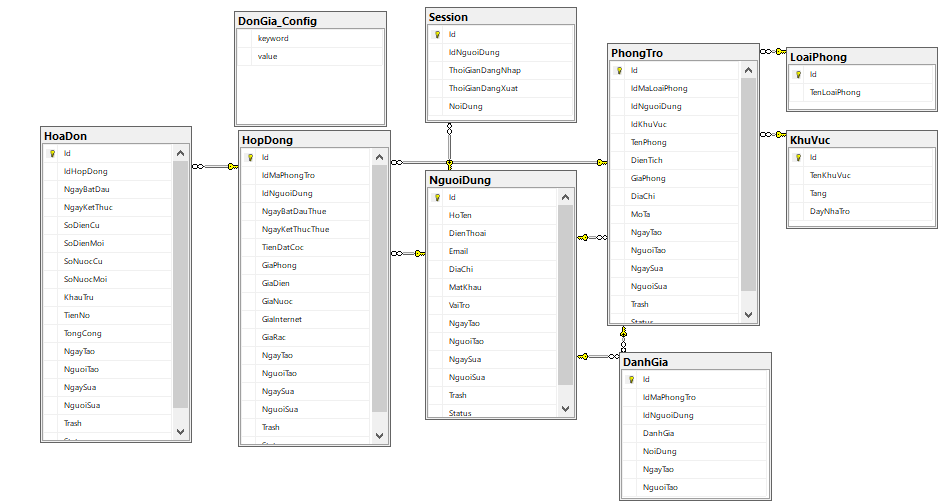 DonGia_Config
keyword
value
Session
Id
IdNguoiDung
ThoiGianDangNhap
ThoiGianDangXuat
NoiDung
PhongTro
Id
IdMaLoaiPhong
IdNguoiDung
IdKhuVuc
TenPhong
DienTich
GiaPhong
DiaChi
MoTa
NgayTao
NguoiTao
NgaySua
NguoiSua
Trash
Status
LoaiPhong
Id
TenLoaiPhong
KhuVuc
Id
TenKhuVuc
Tang
DayNhaTro
HoaDon
Id
IdHopDong
NgayBatDau
NgayKetThuc
SoDienCu
SoDienMoi
SoNuocCu
SoNuocMoi
KhauTru
TienNo
TongCong
NgayTao
NguoiTao
NgaySua
NguoiSua
Trash
HopDong
Id
IdMaPhongTro
IdNguoiDung
NgayBatDauThue
NgayKetThucThue
TienDatCoc
GiaPhong
GiaDien
GiaNuoc
GiaInternet
GiaRac
NgayTao
NguoiTao
NgaySua
NguoiSua
Trash
NguoiDung
Id
HoTen
DienThoai
Email
DiaChi
MatKhau
VaiTro
NgayTao
NguoiTao
NgaySua
NguoiSua
Trash
Status
DanhGia
Id
IdMaPhongTro
IdNguoiDung
DanhGia
NoiDung
NgayTao
NguoiTao